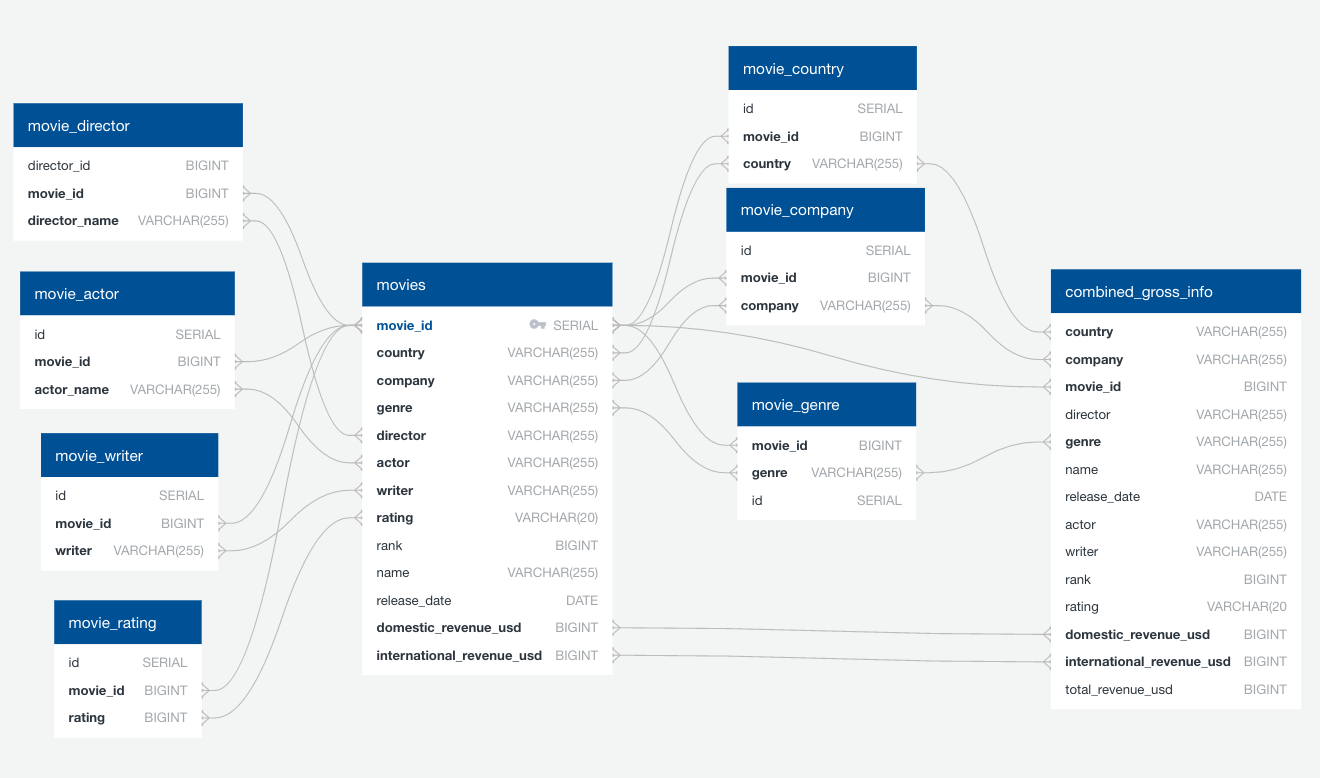 movie_director
director_id BIGINT
movie_id BIGINT
director_name VARCHAR(255)
movie_actor
id SERIAL
movie_id BIGINT
actor_name VARCHAR(255)
movie_writer
id SERIAL
movie_id BIGINT
writer VARCHAR(255)
movie_rating
id SERIAL
movie_id BIGINT
rating BIGINT
movies
movie_id SERIAL
country VARCHAR(255)
company VARCHAR(255)
genre VARCHAR(255)
director VARCHAR(255)
actor VARCHAR(255)
writer VARCHAR(255)
rating VARCHAR(20)
rank BIGINT
name VARCHAR(255)
release_date DATE
domestic_revenue_usd BIGINT
international_revenue_usd BIGINT
movie_country
id SERIAL
movie_id BIGINT
country VARCHAR(255)
movie_company
id SERIAL
movie_id BIGINT
company VARCHAR(255)
movie_genre
movie_id BIGINT
genre VARCHAR(255)
id SERIAL
combined_gross_info
country VARCHAR(255)
company VARCHAR(255)
movie_id BIGINT
director VARCHAR(255)
genre VARCHAR(255)
name VARCHAR(255)
release_date DATE
actor VARCHAR(255)
writer VARCHAR(255)
rank BIGINT
rating VARCHAR(20
domestic_revenue_usd BIGINT
international_revenue_usd BIGINT
total_revenue_usd BIGINT